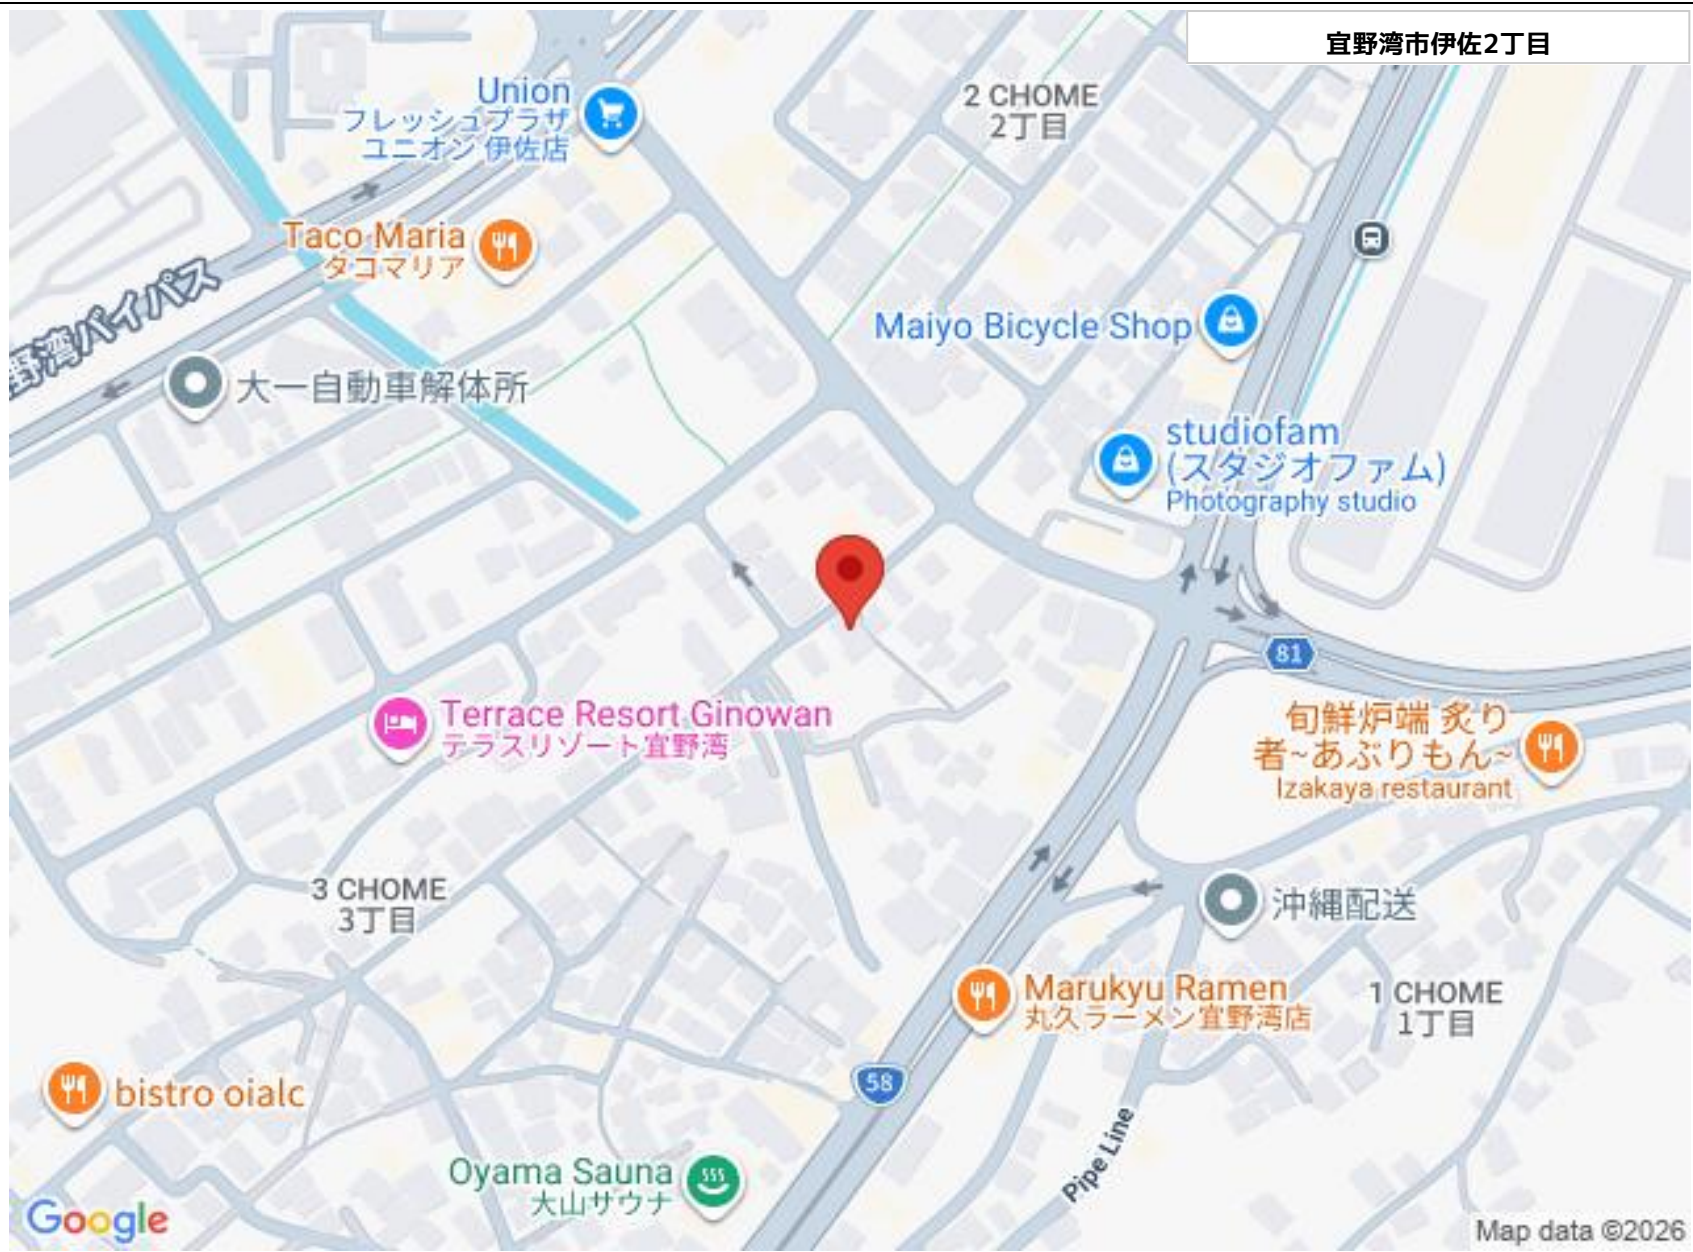 宜野湾市伊佐2丁目
Union
フレッシュプラザ
ユニオン 伊佐店
2 CHOME
2丁目
Taco Maria
タコマリア
野湾バイパス
Maiyo Bicycle Shop
大一自動車解体所
studiofam
(スタジオファム)
Photography studio
81
Terrace Resort Ginowan
テラスリゾート宜野湾
旬鮮炉端 炙り
者~あぶりもん~
Izakaya restaurant
3 CHOME
3丁目
沖縄配送
Marukyu Ramen
丸久ラーメン宜野湾店
1 CHOME
1丁目
58
bistro oialc
Pipe Line
Oyama Sauna
大山サウナ
Google
Map data ©2026